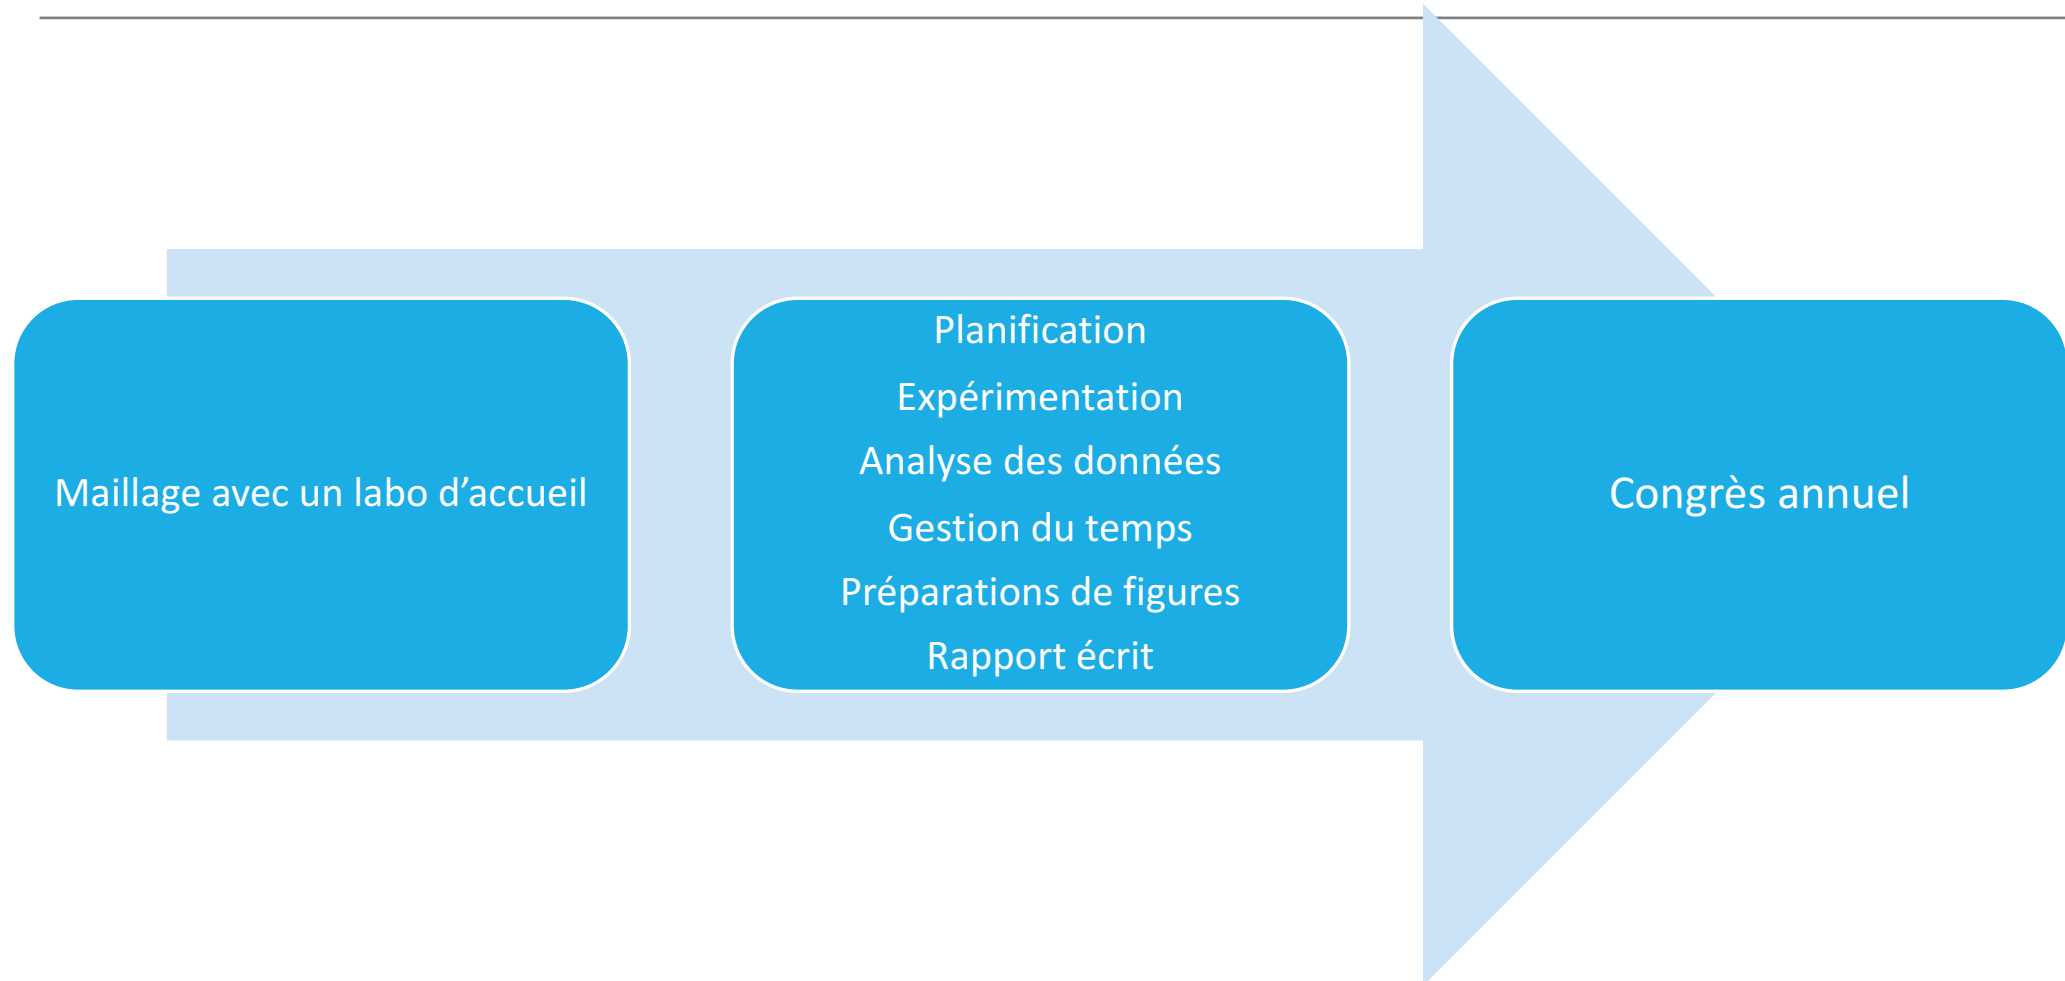 Maillage avec un labo d’accueil
Planification
Expérimentation
Analyse des données
Gestion du temps
Préparations de figures
Rapport écrit
Congrès annuel